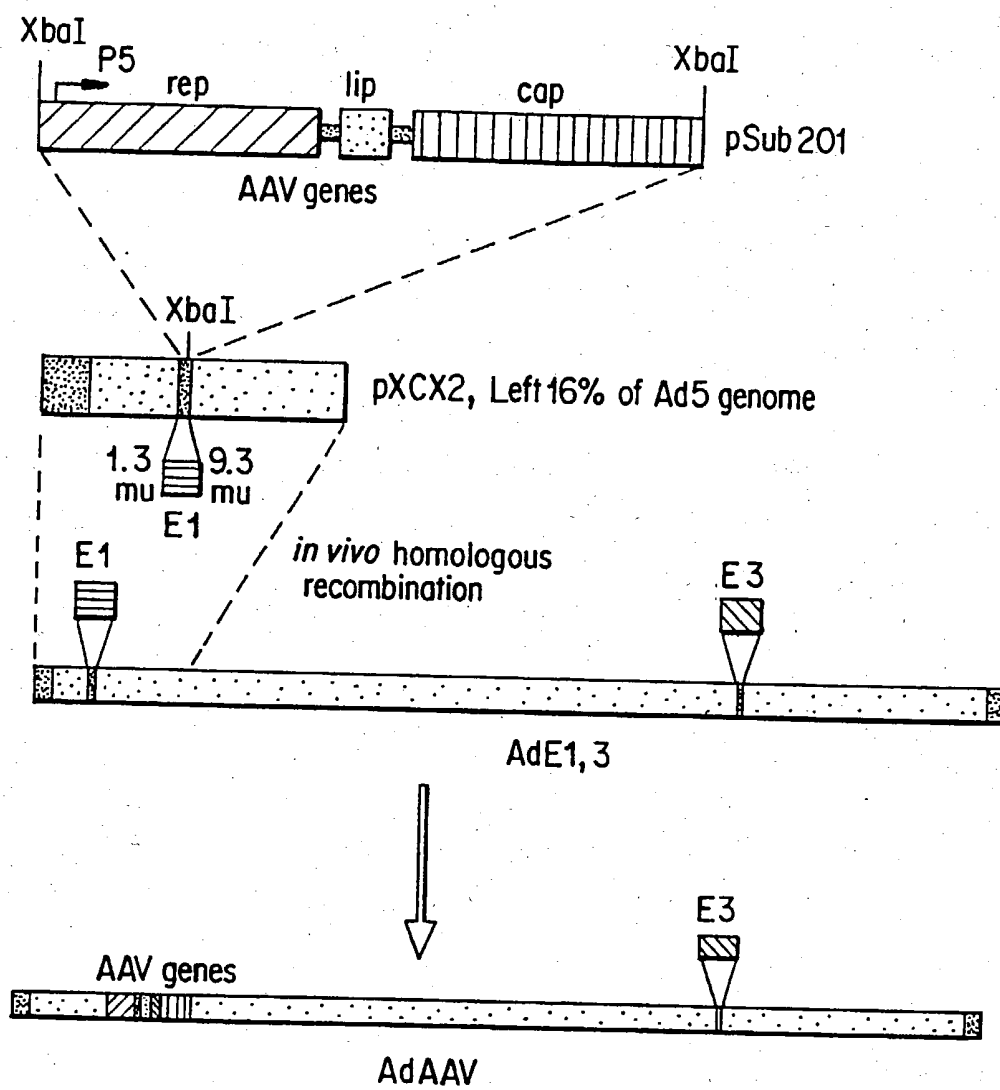 XbaI
P5
rep
lip
cap
XbaI
pSub 201
AAV genes
XbaI
pXCX2, Left 16% of Ad5 genome
1.3
mu
9.3
mu
E1
E1
in vivo homologous
recombination
E3
AdE1, 3
E3
AAV genes
AdAAV